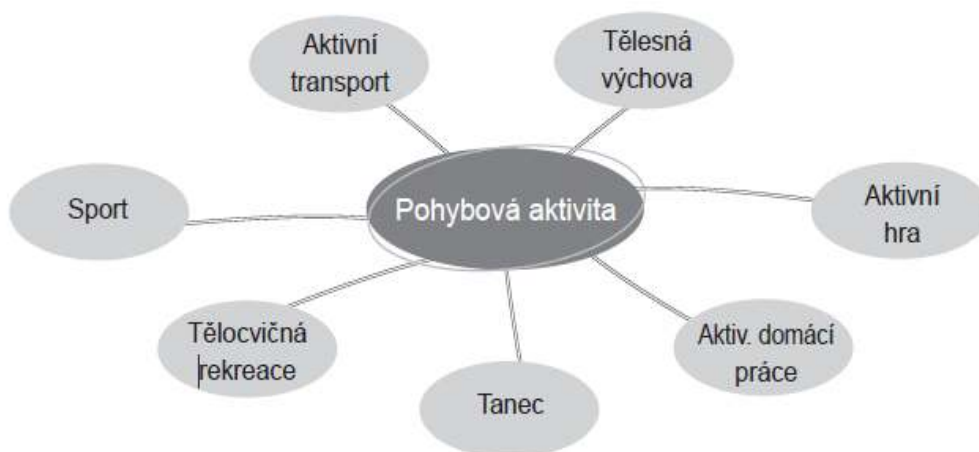 Aktivní
transport
Tělesná
výchova
Sport
Pohybová aktivita
Aktivní
hra
Tělocvičná
rekreace
Tanec
Aktiv. domácí
práce